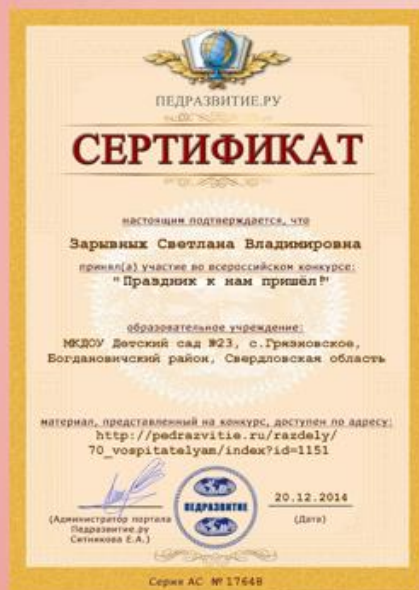 ПЕДРАЗВИТИЕ.РУ
СЕРТИФИКАТ
настоящим подтверждается, что
Зарывных Светлана Владимировна
принял(а) участие во всероссийском конкурсе:
"Праздник к нам пришёл!"
образовательное учреждение:
МКДОУ Детский сад №23, с.Грязновское,
Богдановичский район, Свердловская область
материал, представленный на конкурс, доступен по адресу:
http://pedrazvitie.ru/razdely/
70_vospitatelyam/index?id=1151
ПЕДРАЗВИТИЕ
20.12.2014
(Администратор портала
Педразвитие.ру
Ситникова Е.А.)
(Дата)
Серия АС № 17648